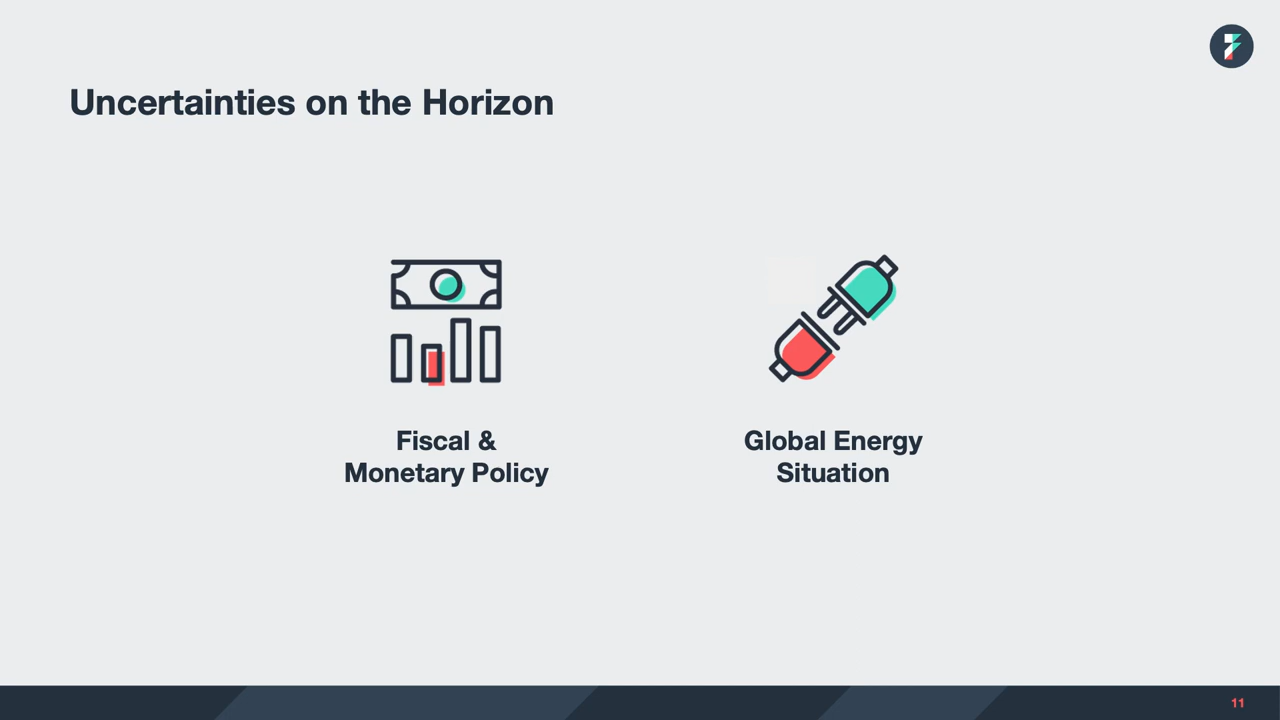 Uncertainties on the Horizon
Fiscal &
Monetary Policy
Global Energy
Situation
11